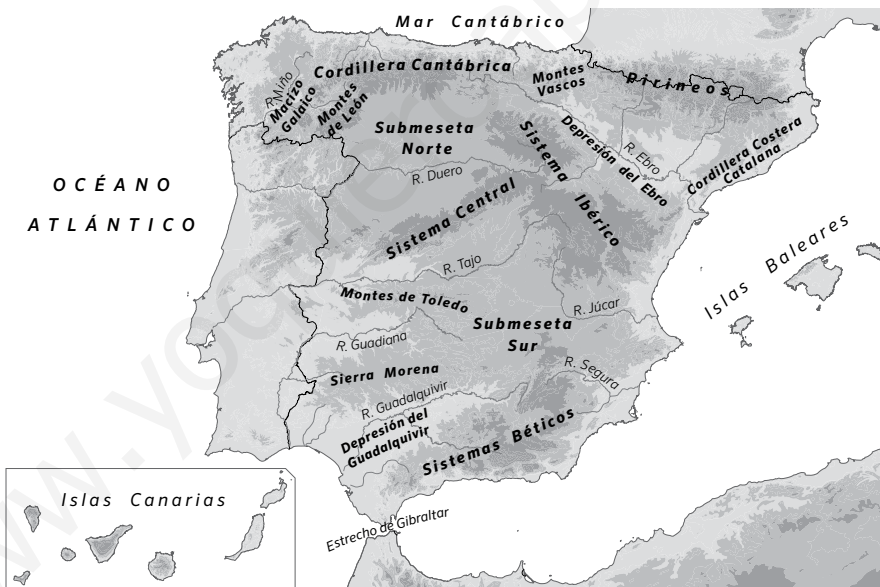 Mar Cantábrico
Cordillera Cantábrica
Montes
Vascos
Pirineos
R. Miño
Macizo
Galaico
Montes
de León
Submeseta
Norte
Sistema Ibérico
Depresión del Ebro
R. Ebro
Cordillera Costera
Catalana
OCÉANO
ATLÁNTICO
R. Duero
Sistema Central
Islas Baleares
R. Tajo
Montes de Toledo
R. Júcar
Submeseta
Sur
R. Guadiana
Sierra Morena
R. Segura
R. Guadalquivir
Depresión del
Guadalquivir
Sistemas Béticos
Islas Canarias
Estrecho de Gibraltar